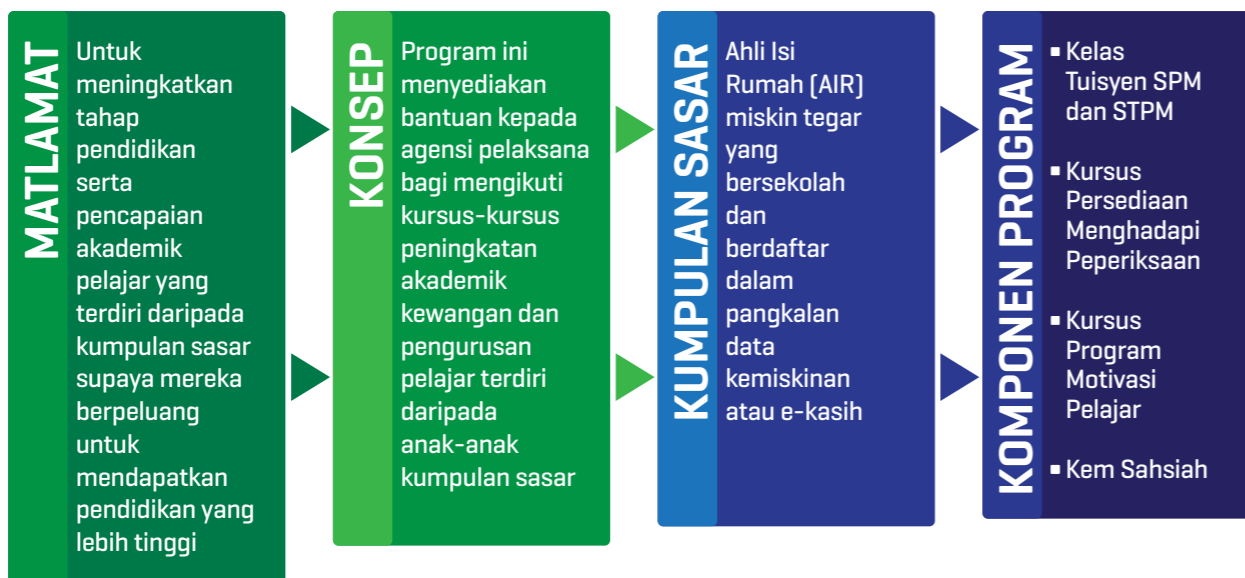 MATLAMAT
Untuk
meningkatkan
tahap
pendidikan
serta
pencapaian
akademik
pelajar yang
terdiri daripada
kumpulan sasar
supaya mereka
berpeluang
untuk
mendapatkan
pendidikan yang
lebih tinggi
KONSEP
Program ini
menyediakan
bantuan kepada
agensi pelaksana
bagi mengikuti
kursus-kursus
peningkatan
akademik
kewangan dan
pengurusan
pelajar terdiri
daripada
anak-anak
kumpulan sasar
KUMPULAN SASAR
Ahli Isi
Rumah (AIR)
miskin tegar
yang
bersekolah
dan
berdaftar
dalam
pangkalan
data
kemiskinan
atau e-kasih
KOMPONEN PROGRAM
▪ Kelas
Tuisyen SPM
dan STPM
▪ Kursus
Persediaan
Menghadapi
Peperiksaan
▪ Kursus
Program
Motivasi
Pelajar
▪ Kem Sahsiah